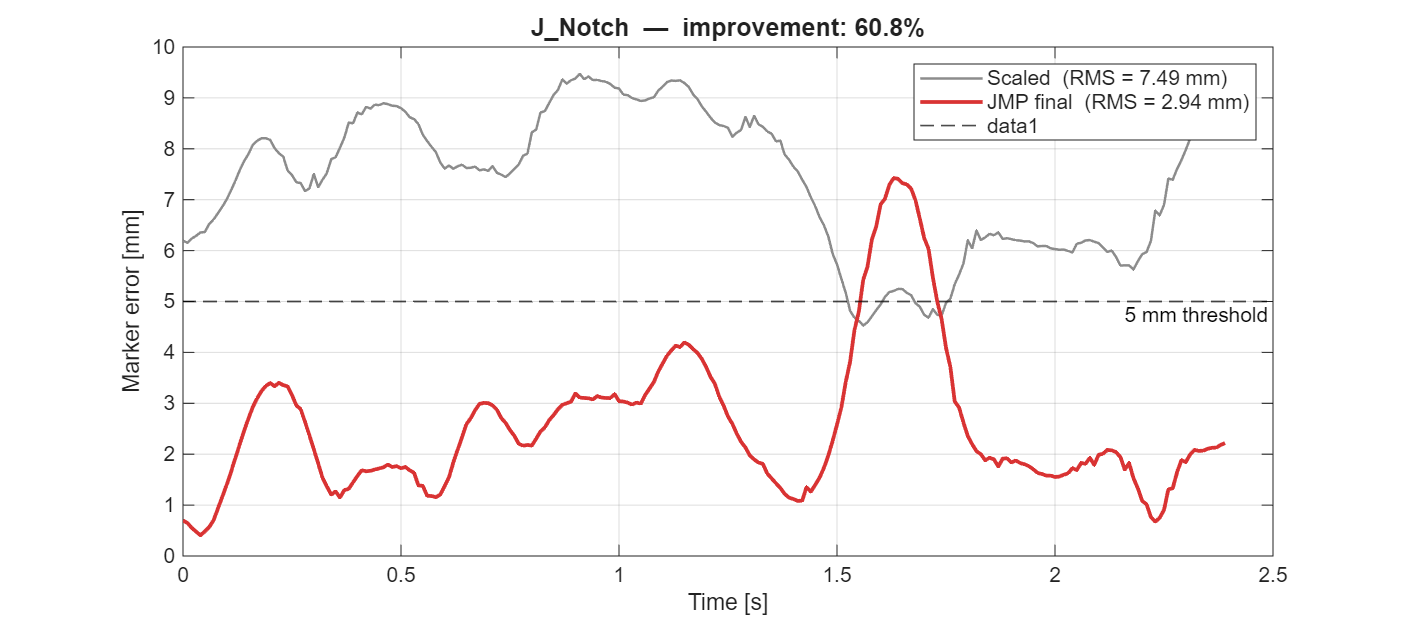 J_Notch — improvement: 60.8%
10
9
8
7
6
5
4
3
2
1
0
Marker error [mm]
Scaled (RMS = 7.49 mm)
JMP final (RMS = 2.94 mm)
data1
5 mm threshold
0 0.5 1 1.5 2 2.5
Time [s]